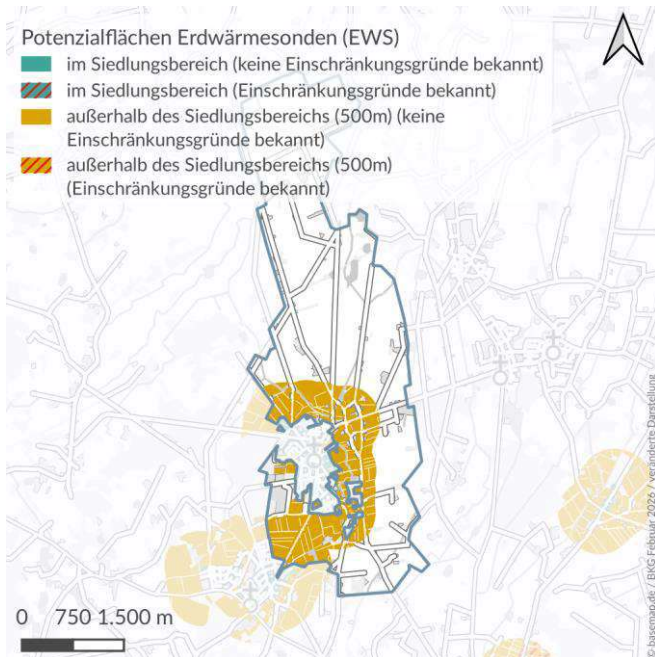 Potenzialflächen Erdwärmesonden (EWS)
im Siedlungsbereich (keine Einschränkungsgründe bekannt)
im Siedlungsbereich (Einschränkungsgründe bekannt)
außerhalb des Siedlungsbereichs (500m) (keine
Einschränkungsgründe bekannt)
außerhalb des Siedlungsbereichs (500m)
(Einschränkungsgründe bekannt)
0 750 1.500 m
© basemap.de / BKG Februar 2026 / veränderte Darstellung